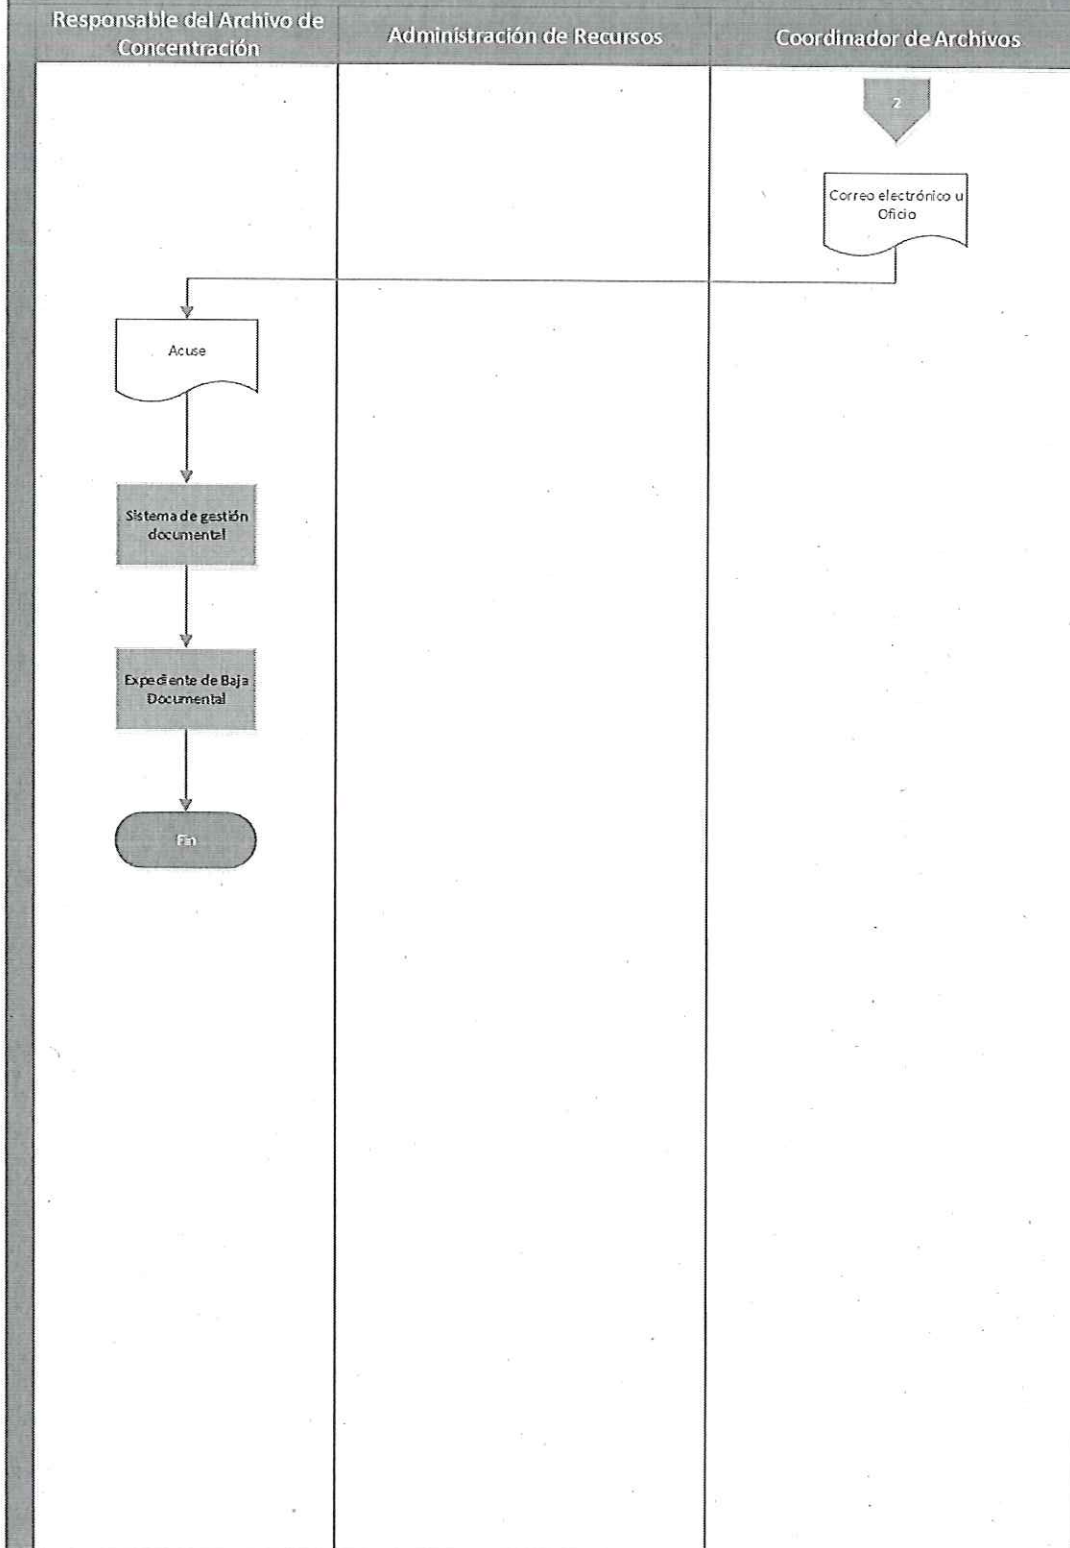 Responsable del Archivo de
Concentración
Administración de Recursos
Coordinador de Archivos
2
Correo electrónico u
Oficio
Acuse
Sistema de gestión
documental
Expediente de Baja
Documental
Fin